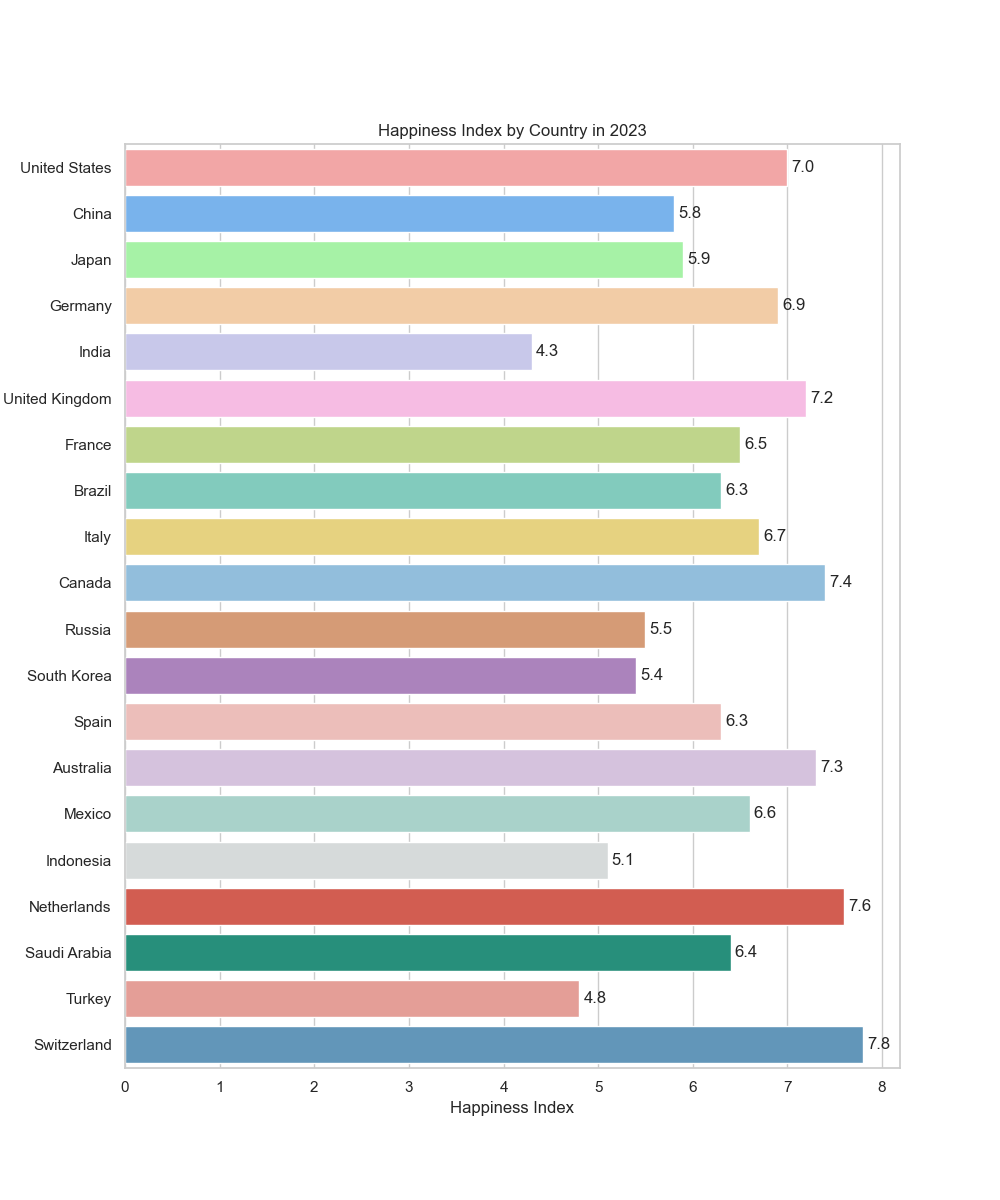 Happiness Index by Country in 2023
United States 7.0
China 5.8
Japan 5.9
Germany 6.9
India 4.3
United Kingdom 7.2
France 6.5
Brazil 6.3
Italy 6.7
Canada 7.4
Russia 5.5
South Korea 5.4
Spain 6.3
Australia 7.3
Mexico 6.6
Indonesia 5.1
Netherlands 7.6
Saudi Arabia 6.4
Turkey 4.8
Switzerland 7.8
0 1 2 3 4 5 6 7 8
Happiness Index